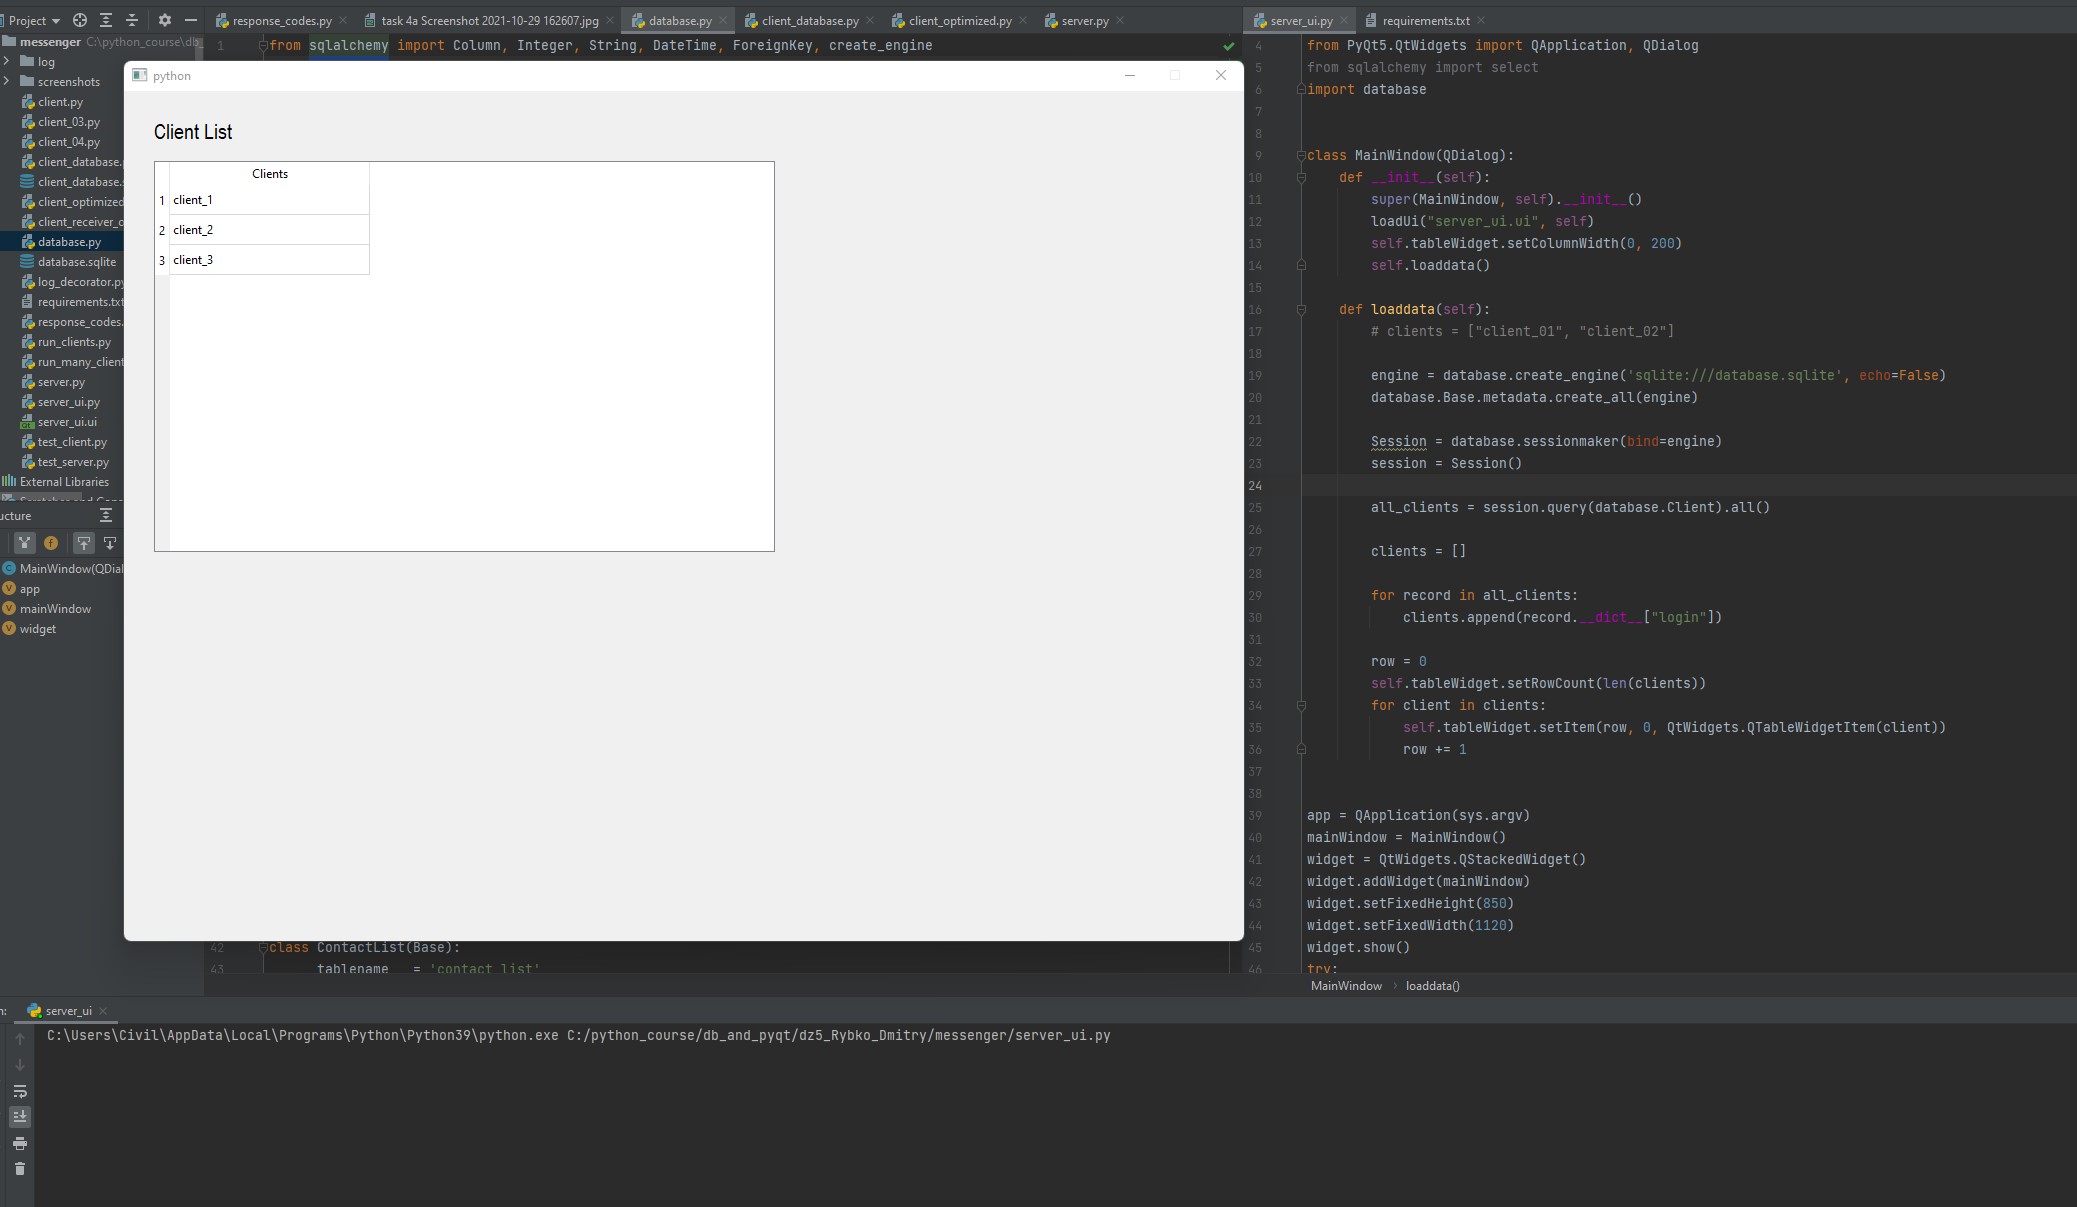 Project
response_codes.py
task 4a Screenshot 2021-10-29 162607.jpg
database.py
client_database.py
client_optimized.py
server.py
server_ui.py
requirements.txt
messenger C:\python_course\db_
log
screenshots
client.py
client_03.py
client_04.py
client_database.
client_database.
client_optimized
client_receiver_
database.py
database.sqlite
log_decorator.py
requirements.txt
response_codes.
run_clients.py
run_many_client
server.py
server_ui.py
server_ui.ui
test_client.py
test_server.py
External Libraries
ucture
MainWindow(QDial
app
mainWindow
widget
1 from sqlalchemy import Column, Integer, String, DateTime, ForeignKey, create_engine
python
Client List
Clients
1 client_1
2 client_2
3 client_3
42 class ContactList(Base):
43 tablename = 'contact list'
4 from PyQt5.QtWidgets import QApplication, QDialog
5 from sqlalchemy import select
6 import database
7
8
9 class MainWindow(QDialog):
10 def __init__(self):
11 super(MainWindow, self).__init__()
12 loadUi("server_ui.ui", self)
13 self.tableWidget.setColumnWidth(0, 200)
14 self.loaddata()
15
16 def loaddata(self):
17 # clients = ["client_01", "client_02"]
18
19 engine = database.create_engine('sqlite:///database.sqlite', echo=False)
20 database.Base.metadata.create_all(engine)
21
22 Session = database.sessionmaker(bind=engine)
23 session = Session()
24
25 all_clients = session.query(database.Client).all()
26
27 clients = []
28
29 for record in all_clients:
30 clients.append(record.__dict__["login"])
31
32 row = 0
33 self.tableWidget.setRowCount(len(clients))
34 for client in clients:
35 self.tableWidget.setItem(row, 0, QtWidgets.QTableWidgetItem(client))
36 row += 1
37
38
39 app = QApplication(sys.argv)
40 mainWindow = MainWindow()
41 widget = QtWidgets.QStackedWidget()
42 widget.addWidget(mainWindow)
43 widget.setFixedHeight(850)
44 widget.setFixedWidth(1120)
45 widget.show()
46 try:
MainWindow loaddata()
n: server_ui
C:\Users\Civil\AppData\Local\Programs\Python\Python39\python.exe C:/python_course/db_and_pyqt/dz5_Rybko_Dmitry/messenger/server_ui.py